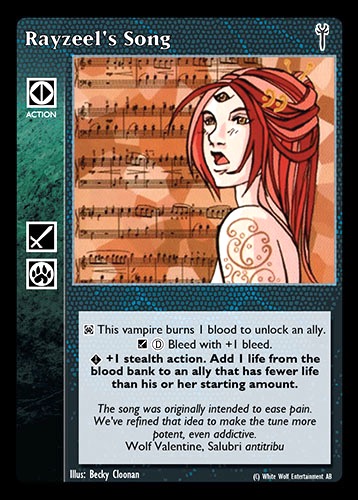 Rayzeel's Song
ACTION
This vampire burns 1 blood to unlock an ally.
D Bleed with +1 bleed.
+1 stealth action. Add 1 life from the
blood bank to an ally that has fewer life
than his or her starting amount.
The song was originally intended to ease pain.
We've refined that idea to make the tune more
potent, even addictive.
Wolf Valentine, Salubri antitribu
Illus: Becky Cloonan
(C) White Wolf Entertainment AB